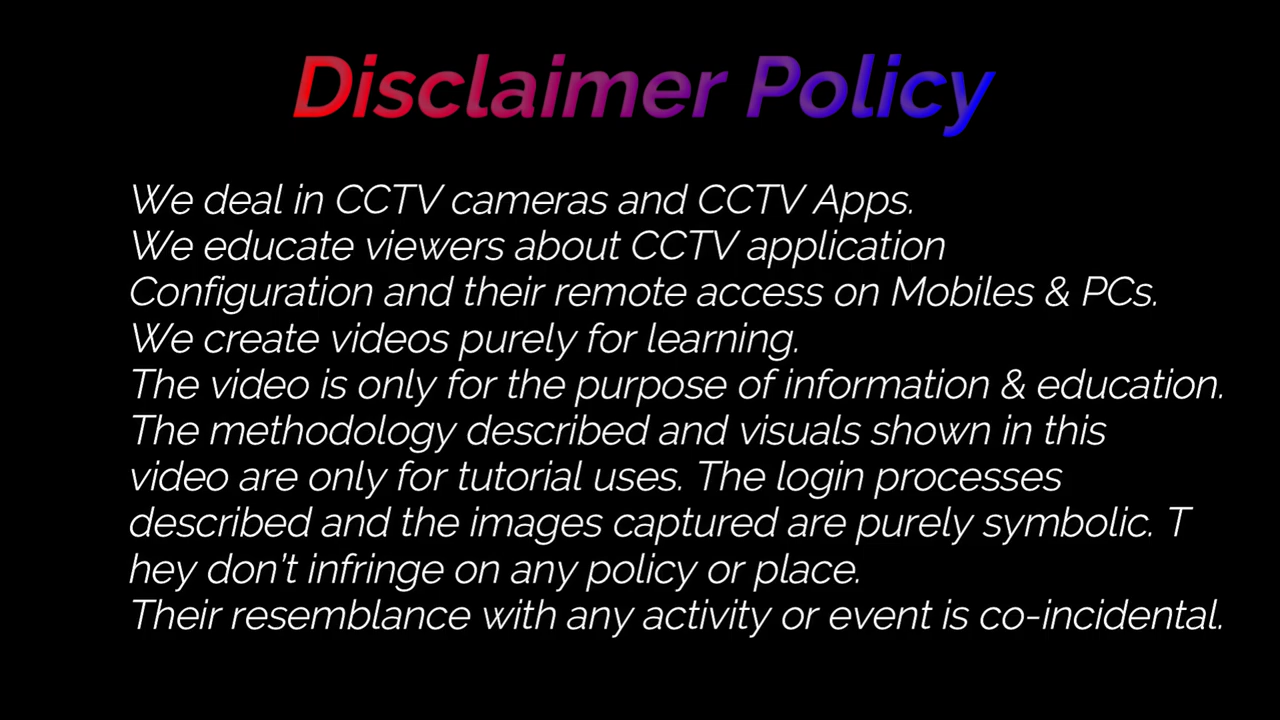 Disclaimer Policy
We deal in CCTV cameras and CCTV Apps.
We educate viewers about CCTV application
Configuration and their remote access on Mobiles & PCs.
We create videos purely for learning.
The video is only for the purpose of information & education.
The methodology described and visuals shown in this
video are only for tutorial uses. The login processes
described and the images captured are purely symbolic. T
hey don’t infringe on any policy or place.
Their resemblance with any activity or event is co-incidental.